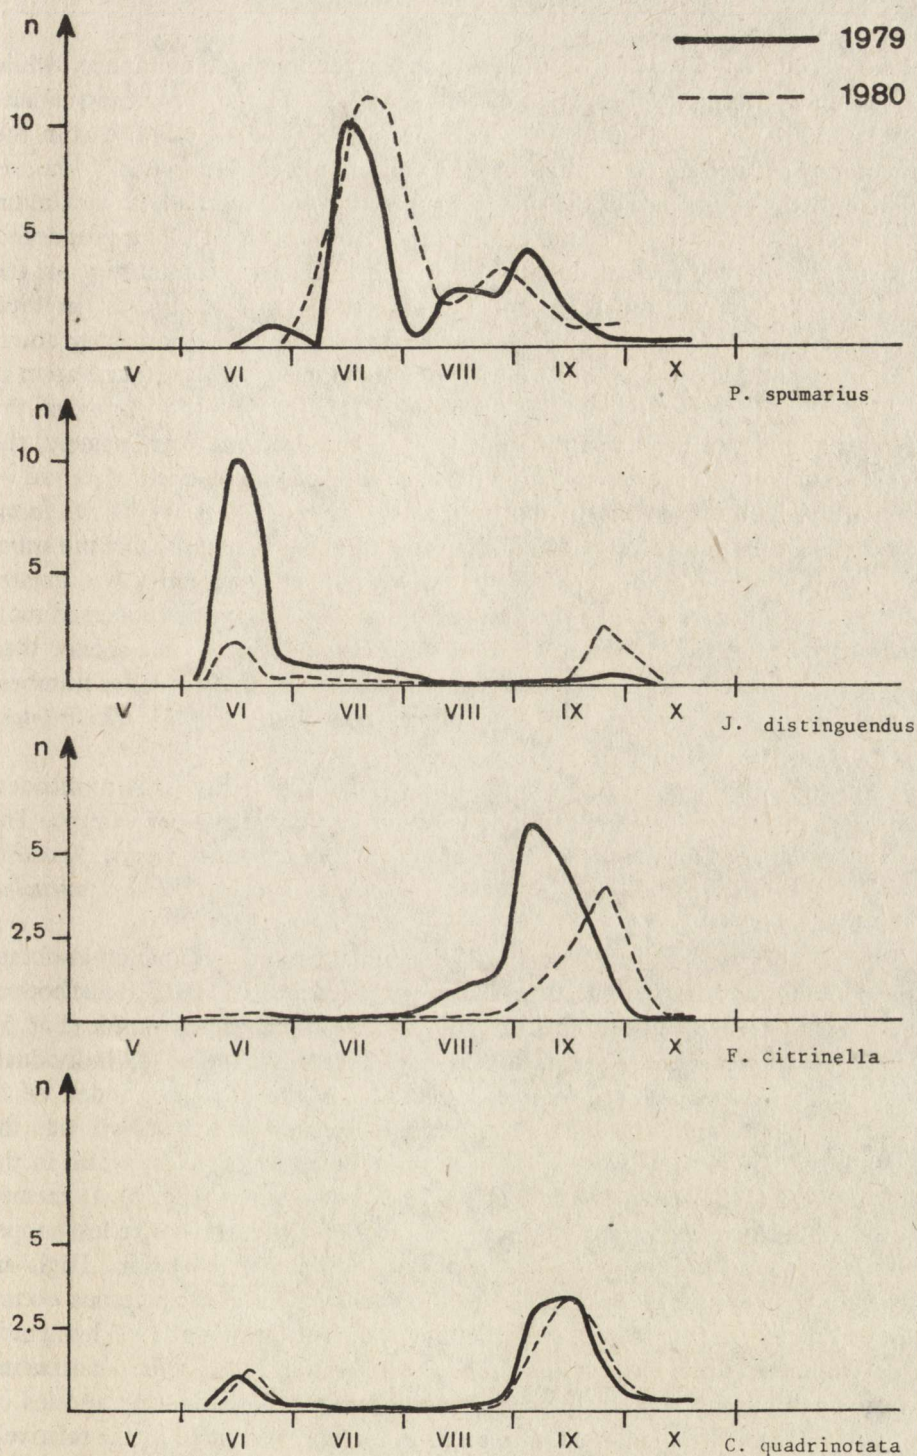 n
1979
1980
10
5
V VI VII VIII IX X
P. spumarius
n
10
5
V VI VII VIII IX X
J. distinguendus
n
5
2,5
V VI VII VIII IX X
F. citrinella
n
5
2,5
V VI VII VIII IX X
C. quadrinotata